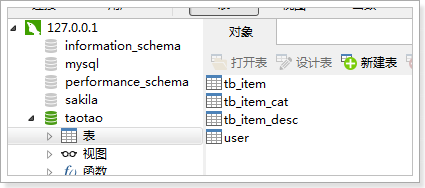 127.0.0.1
information_schema
mysql
performance_schema
sakila
taotao
表
视图
函数
对象
打开表 设计表 新建表
tb_item
tb_item_cat
tb_item_desc
user